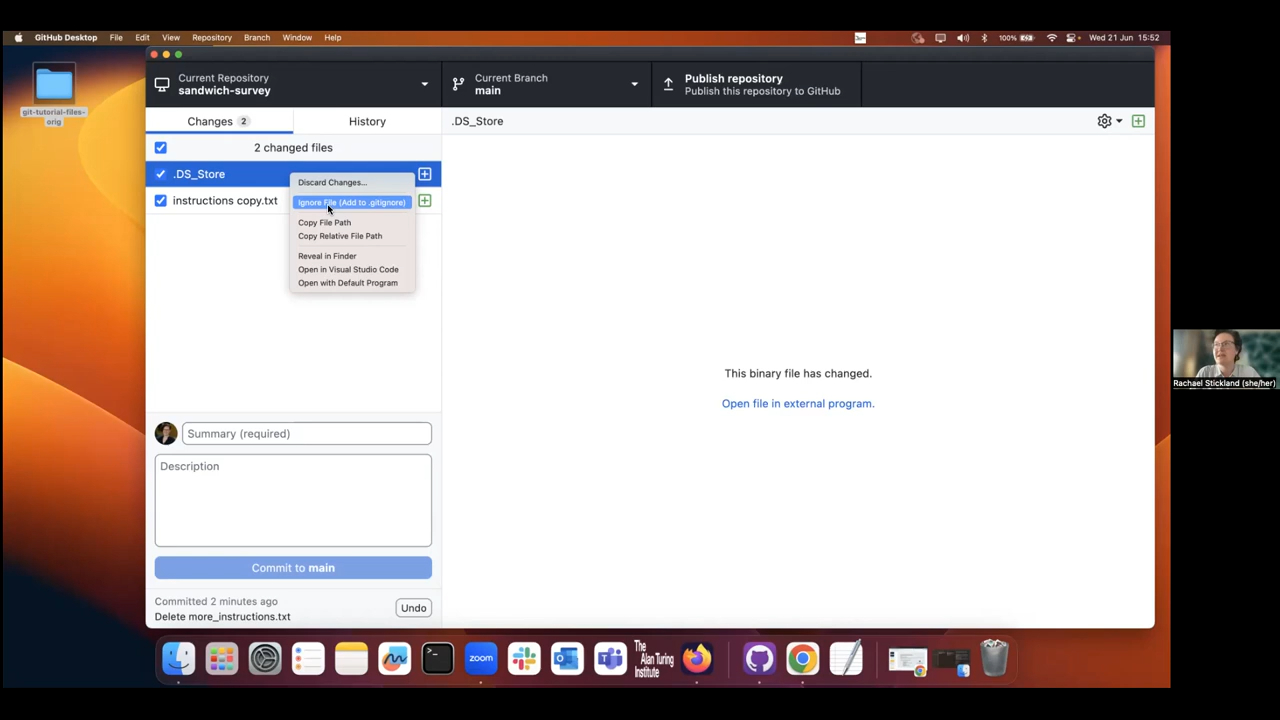 GitHub Desktop File Edit View Repository Branch Window Help 100% Wed 21 Jun 15:52
git-tutorial-files-
orig
Current Repository
sandwich-survey
Current Branch
main
Publish repository
Publish this repository to GitHub
Changes 2
History
.DS_Store
2 changed files
.DS_Store
instructions copy.txt
Discard Changes...
Ignore File (Add to .gitignore)
Copy File Path
Copy Relative File Path
Reveal in Finder
Open in Visual Studio Code
Open with Default Program
This binary file has changed.
Open file in external program.
Summary (required)
Description
Commit to main
Committed 2 minutes ago
Delete more_instructions.txt
Undo
Rachael Stickland (she/her)
zoom
The
Alan Turing
Institute